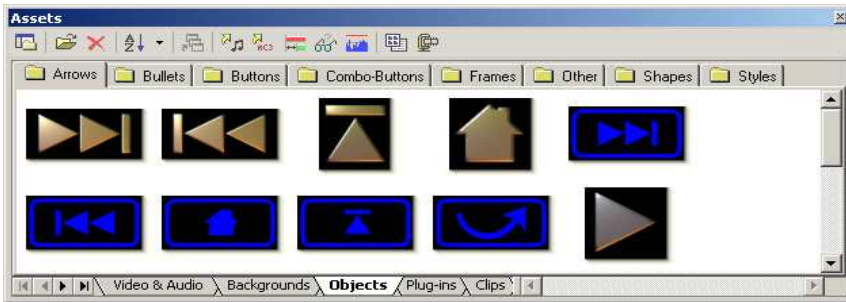 Assets
Arrows Bullets Buttons Combo-Buttons Frames Other Shapes Styles
Video & Audio Backgrounds Objects Plug-ins Clips